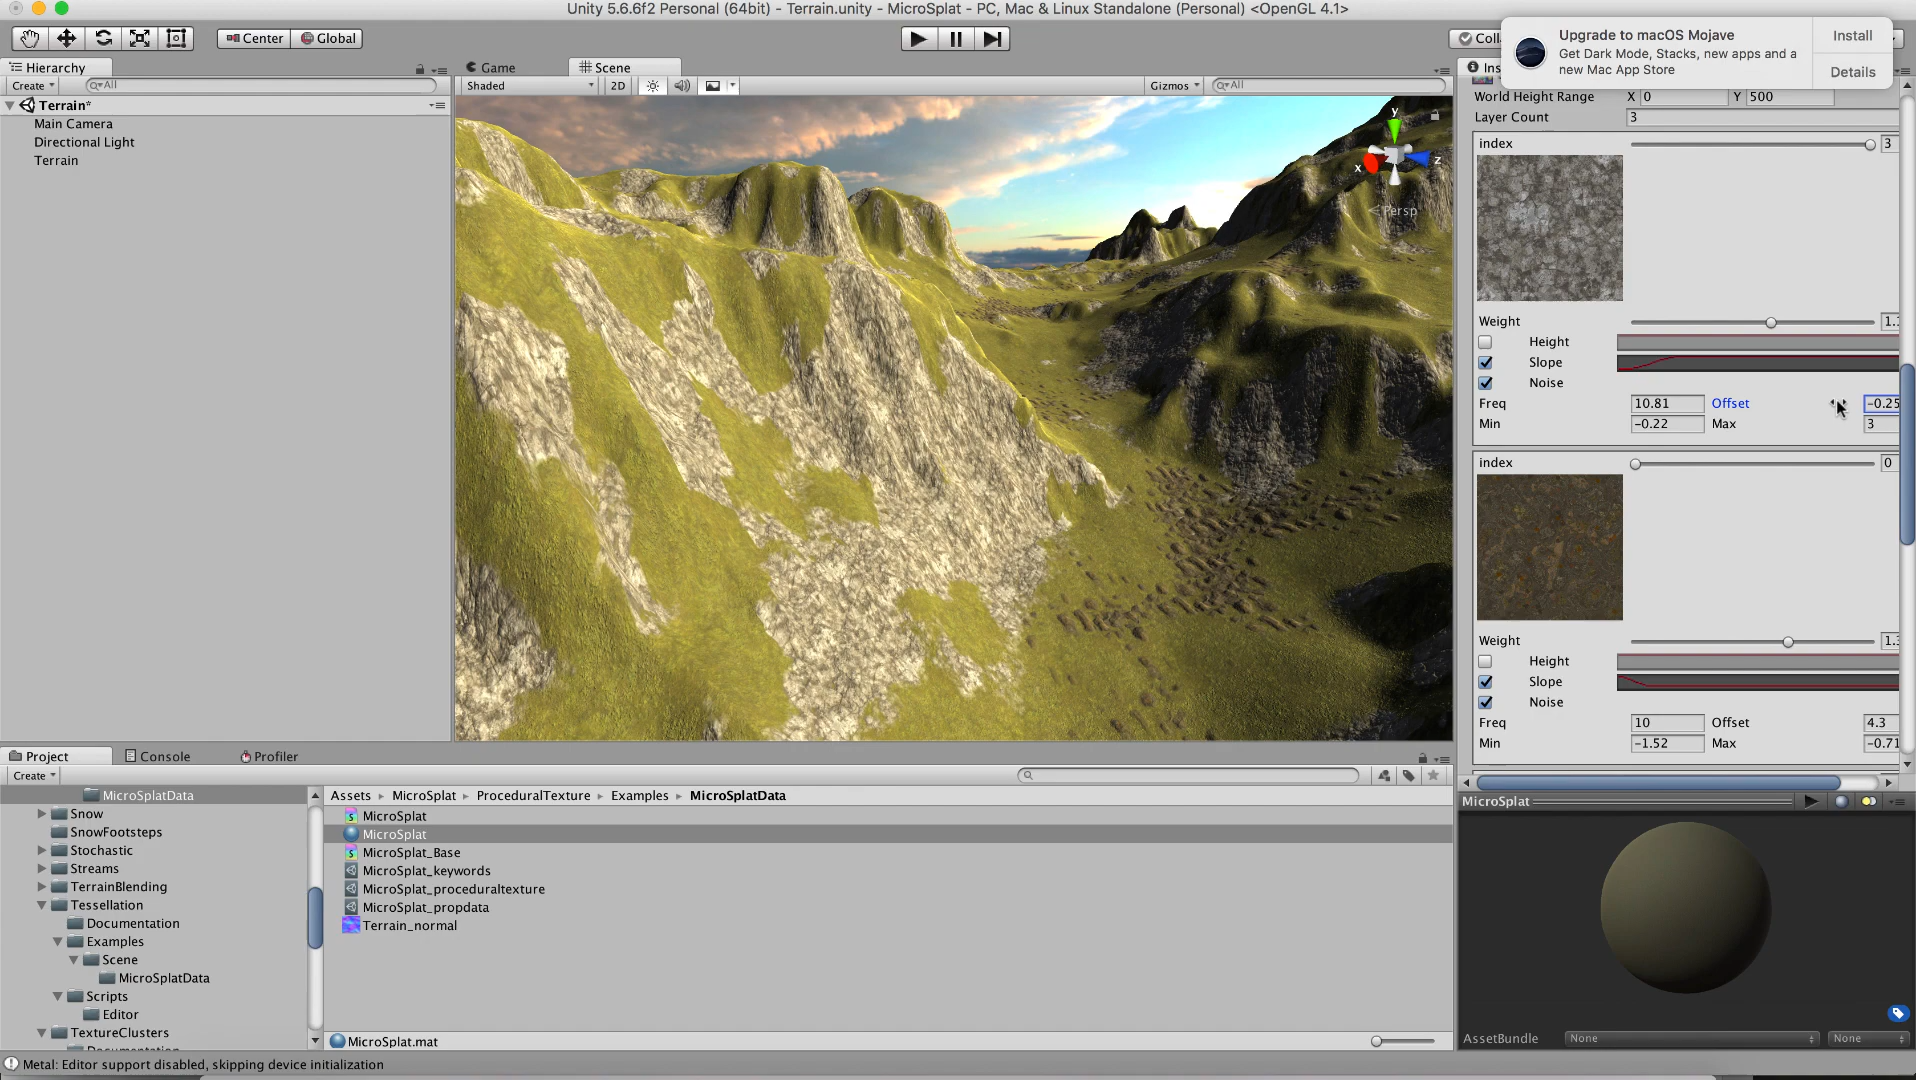 Unity 5.6.6f2 Personal (64bit) - Terrain.unity - MicroSplat - PC, Mac & Linux Standalone (Personal) <OpenGL 4.1>
Center
Global
Coll
Upgrade to macOS Mojave
Get Dark Mode, Stacks, new apps and a
new Mac App Store
Install
Details
Hierarchy
Create
All
Terrain*
Main Camera
Directional Light
Terrain
Game
Scene
Shaded
2D
Gizmos
All
y
x
z
Persp
Ins
World Height Range X 0 Y 500
Layer Count 3
index 3
Weight 1.
Height
Slope
Noise
Freq 10.81 Offset -0.25
Min -0.22 Max 3
index 0
Weight 1.
Height
Slope
Noise
Freq 10 Offset 4.3
Min -1.52 Max -0.71
Project
Console
Profiler
Create
MicroSplatData
Snow
SnowFootsteps
Stochastic
Streams
TerrainBlending
Tessellation
Documentation
Examples
Scene
MicroSplatData
Scripts
Editor
TextureClusters
Documentation
Assets MicroSplat ProceduralTexture Examples MicroSplatData
MicroSplat
MicroSplat
MicroSplat_Base
MicroSplat_keywords
MicroSplat_proceduraltexture
MicroSplat_propdata
Terrain_normal
MicroSplat.mat
MicroSplat
AssetBundle None None
Metal: Editor support disabled, skipping device initialization